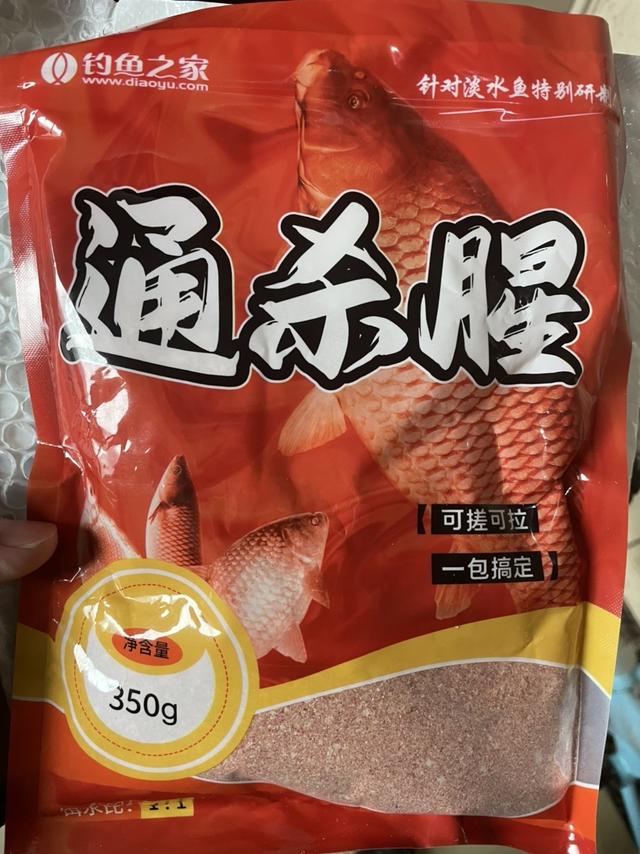 钓鱼之家
www.diaoyu.com
针对淡水鱼特别研制
通杀腥
【可搓可拉
一包搞定】
净含量
350g